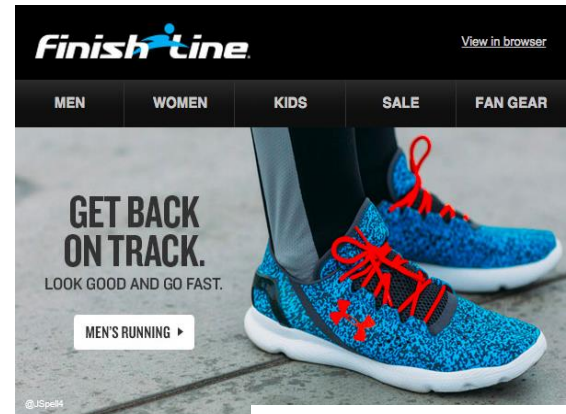 Finish Line
View in browser
MEN WOMEN KIDS SALE FAN GEAR
GET BACK
ON TRACK.
LOOK GOOD AND GO FAST.
MEN'S RUNNING
@JSpell4